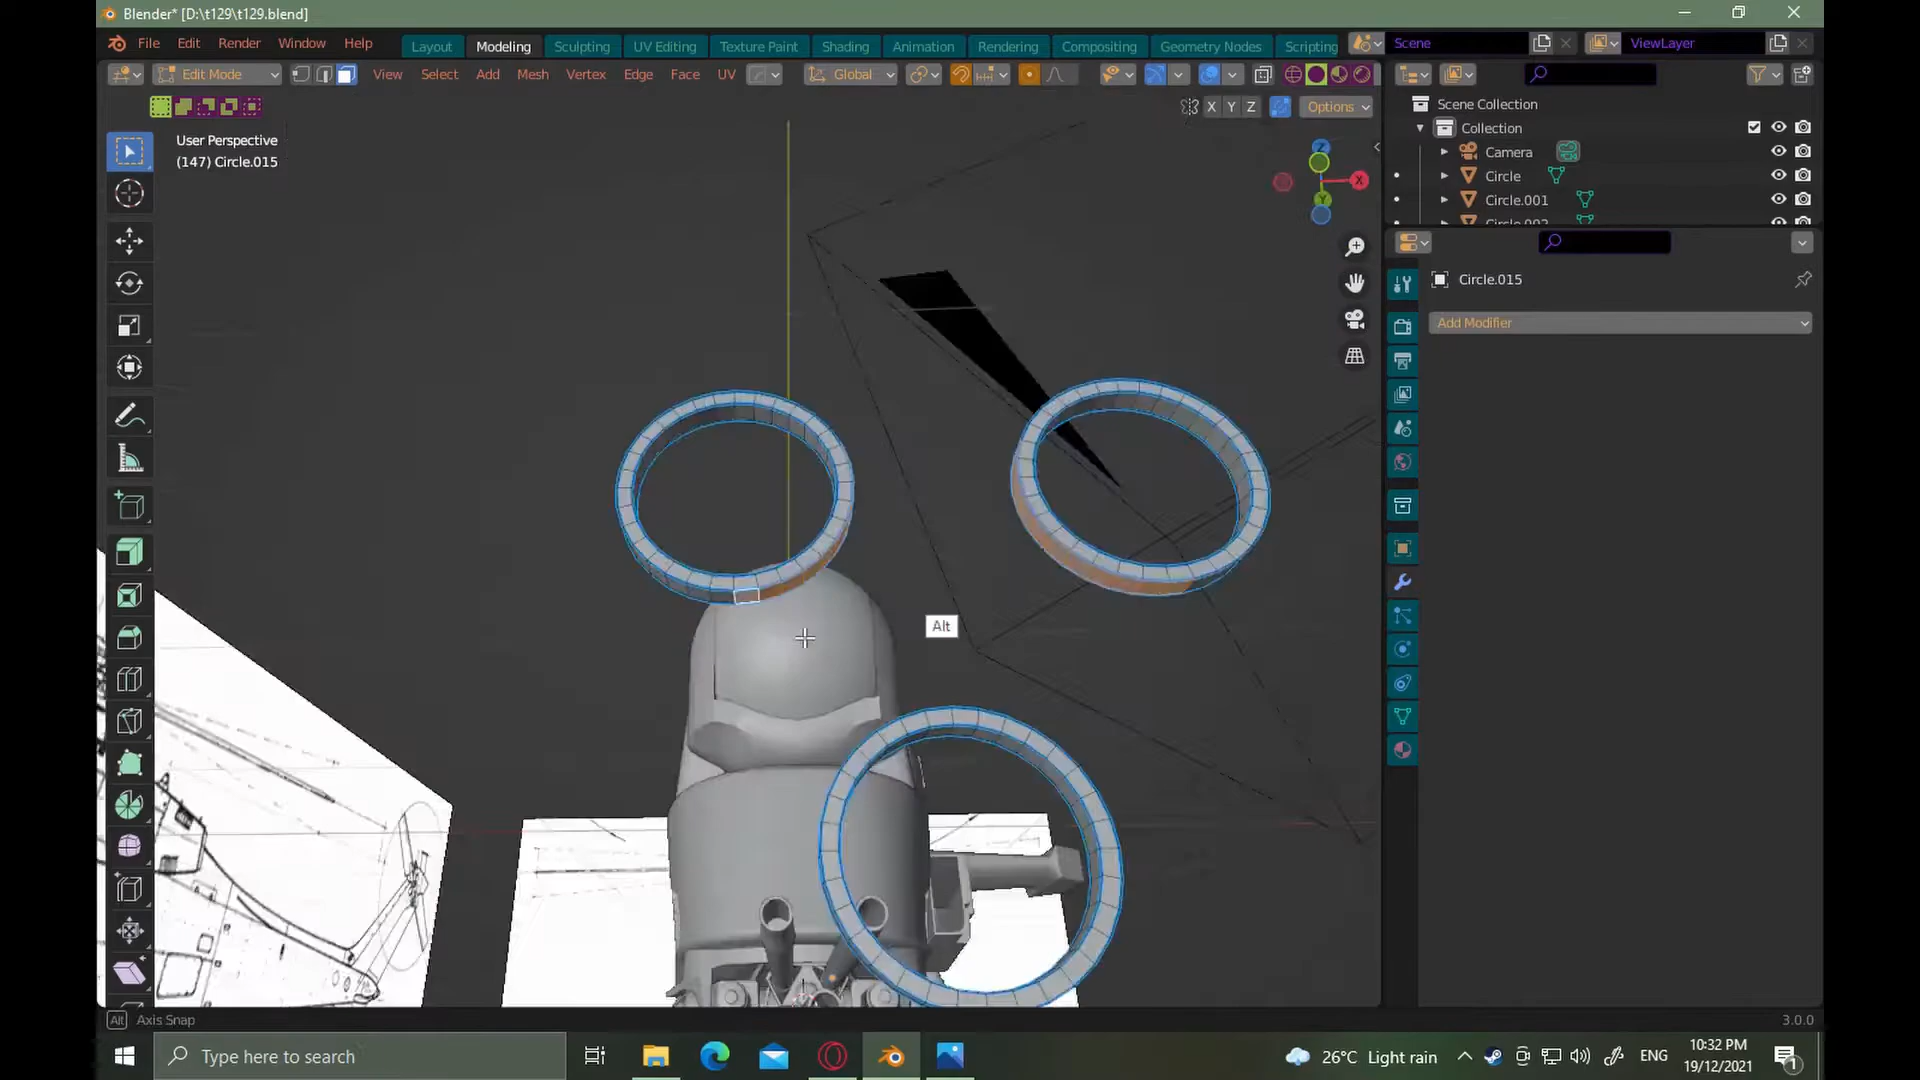 Blender* [D:\t129\t129.blend]
File Edit Render Window Help Layout Modeling Sculpting UV Editing Texture Paint Shading Animation Rendering Compositing Geometry Nodes Scripting Scene ViewLayer
Edit Mode View Select Add Mesh Vertex Edge Face UV Global
X Y Z Options
Scene Collection
Collection
Camera
Circle
Circle.001
User Perspective
(147) Circle.015
Z
X
Y
Circle.015
Add Modifier
Alt
Alt Axis Snap
3.0.0
Type here to search
26°C Light rain
ENG
10:32 PM
19/12/2021
1